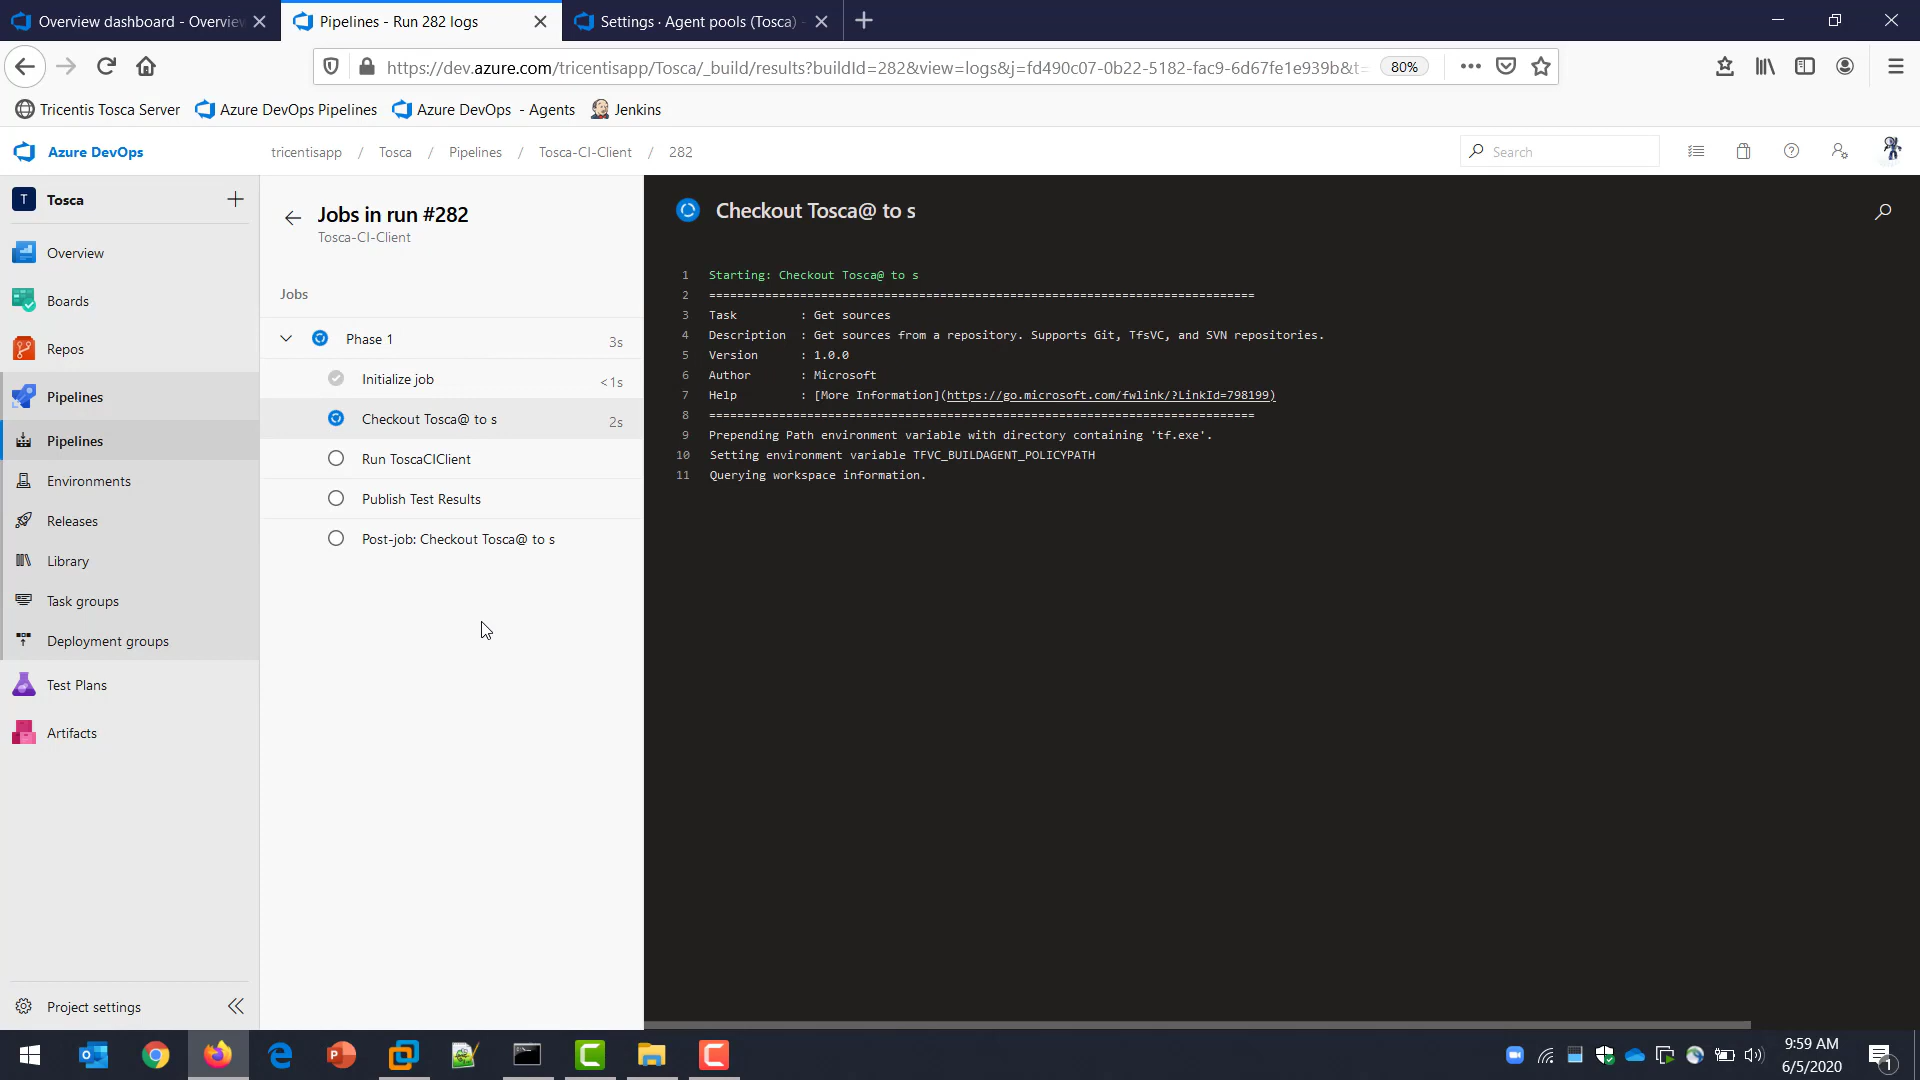 Overview dashboard - Overview
Pipelines - Run 282 logs
Settings · Agent pools (Tosca) -
https://dev.azure.com/tricentisapp/Tosca/_build/results?buildId=282&view=logs&j=fd490c07-0b22-5182-fac9-6d67fe1e939b&t=
80%
Tricentis Tosca Server
Azure DevOps Pipelines
Azure DevOps - Agents
Jenkins
Azure DevOps
tricentisapp / Tosca / Pipelines / Tosca-CI-Client / 282
Search
T Tosca
Overview
Boards
Repos
Pipelines
Pipelines
Environments
Releases
Library
Task groups
Deployment groups
Test Plans
Artifacts
Project settings
Jobs in run #282
Tosca-CI-Client
Jobs
Phase 1 3s
Initialize job <1s
Checkout Tosca@ to s 2s
Run ToscaCIClient
Publish Test Results
Post-job: Checkout Tosca@ to s
Checkout Tosca@ to s
1 Starting: Checkout Tosca@ to s
2 ==============================================================================
3 Task : Get sources
4 Description : Get sources from a repository. Supports Git, TfsVC, and SVN repositories.
5 Version : 1.0.0
6 Author : Microsoft
7 Help : [More Information](https://go.microsoft.com/fwlink/?LinkId=798199)
8 ==============================================================================
9 Prepending Path environment variable with directory containing 'tf.exe'.
10 Setting environment variable TFVC_BUILDAGENT_POLICYPATH
11 Querying workspace information.
9:59 AM
6/5/2020
1